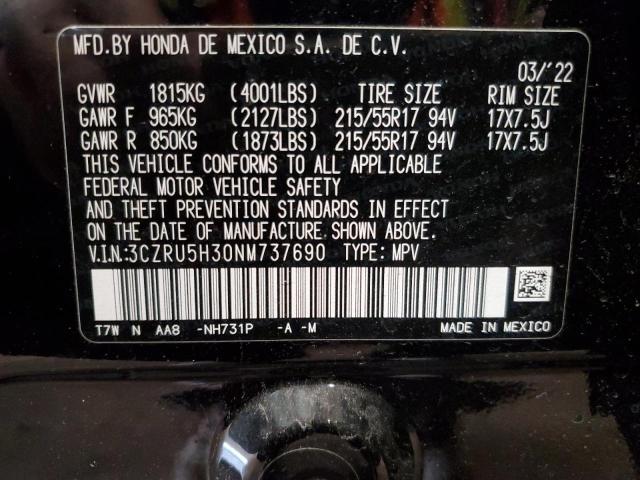 MFD.BY HONDA DE MEXICO S.A. DE C.V.
03/'22
GVWR 1815KG (4001LBS) TIRE SIZE RIM SIZE
GAWR F 965KG (2127LBS) 215/55R17 94V 17X7.5J
GAWR R 850KG (1873LBS) 215/55R17 94V 17X7.5J
THIS VEHICLE CONFORMS TO ALL APPLICABLE
FEDERAL MOTOR VEHICLE SAFETY
AND THEFT PREVENTION STANDARDS IN EFFECT
ON THE DATE OF MANUFACTURE SHOWN ABOVE.
V.I.N.:3CZRU5H30NM737690 TYPE: MPV
T7W N AA8 -NH731P -A -M MADE IN MEXICO